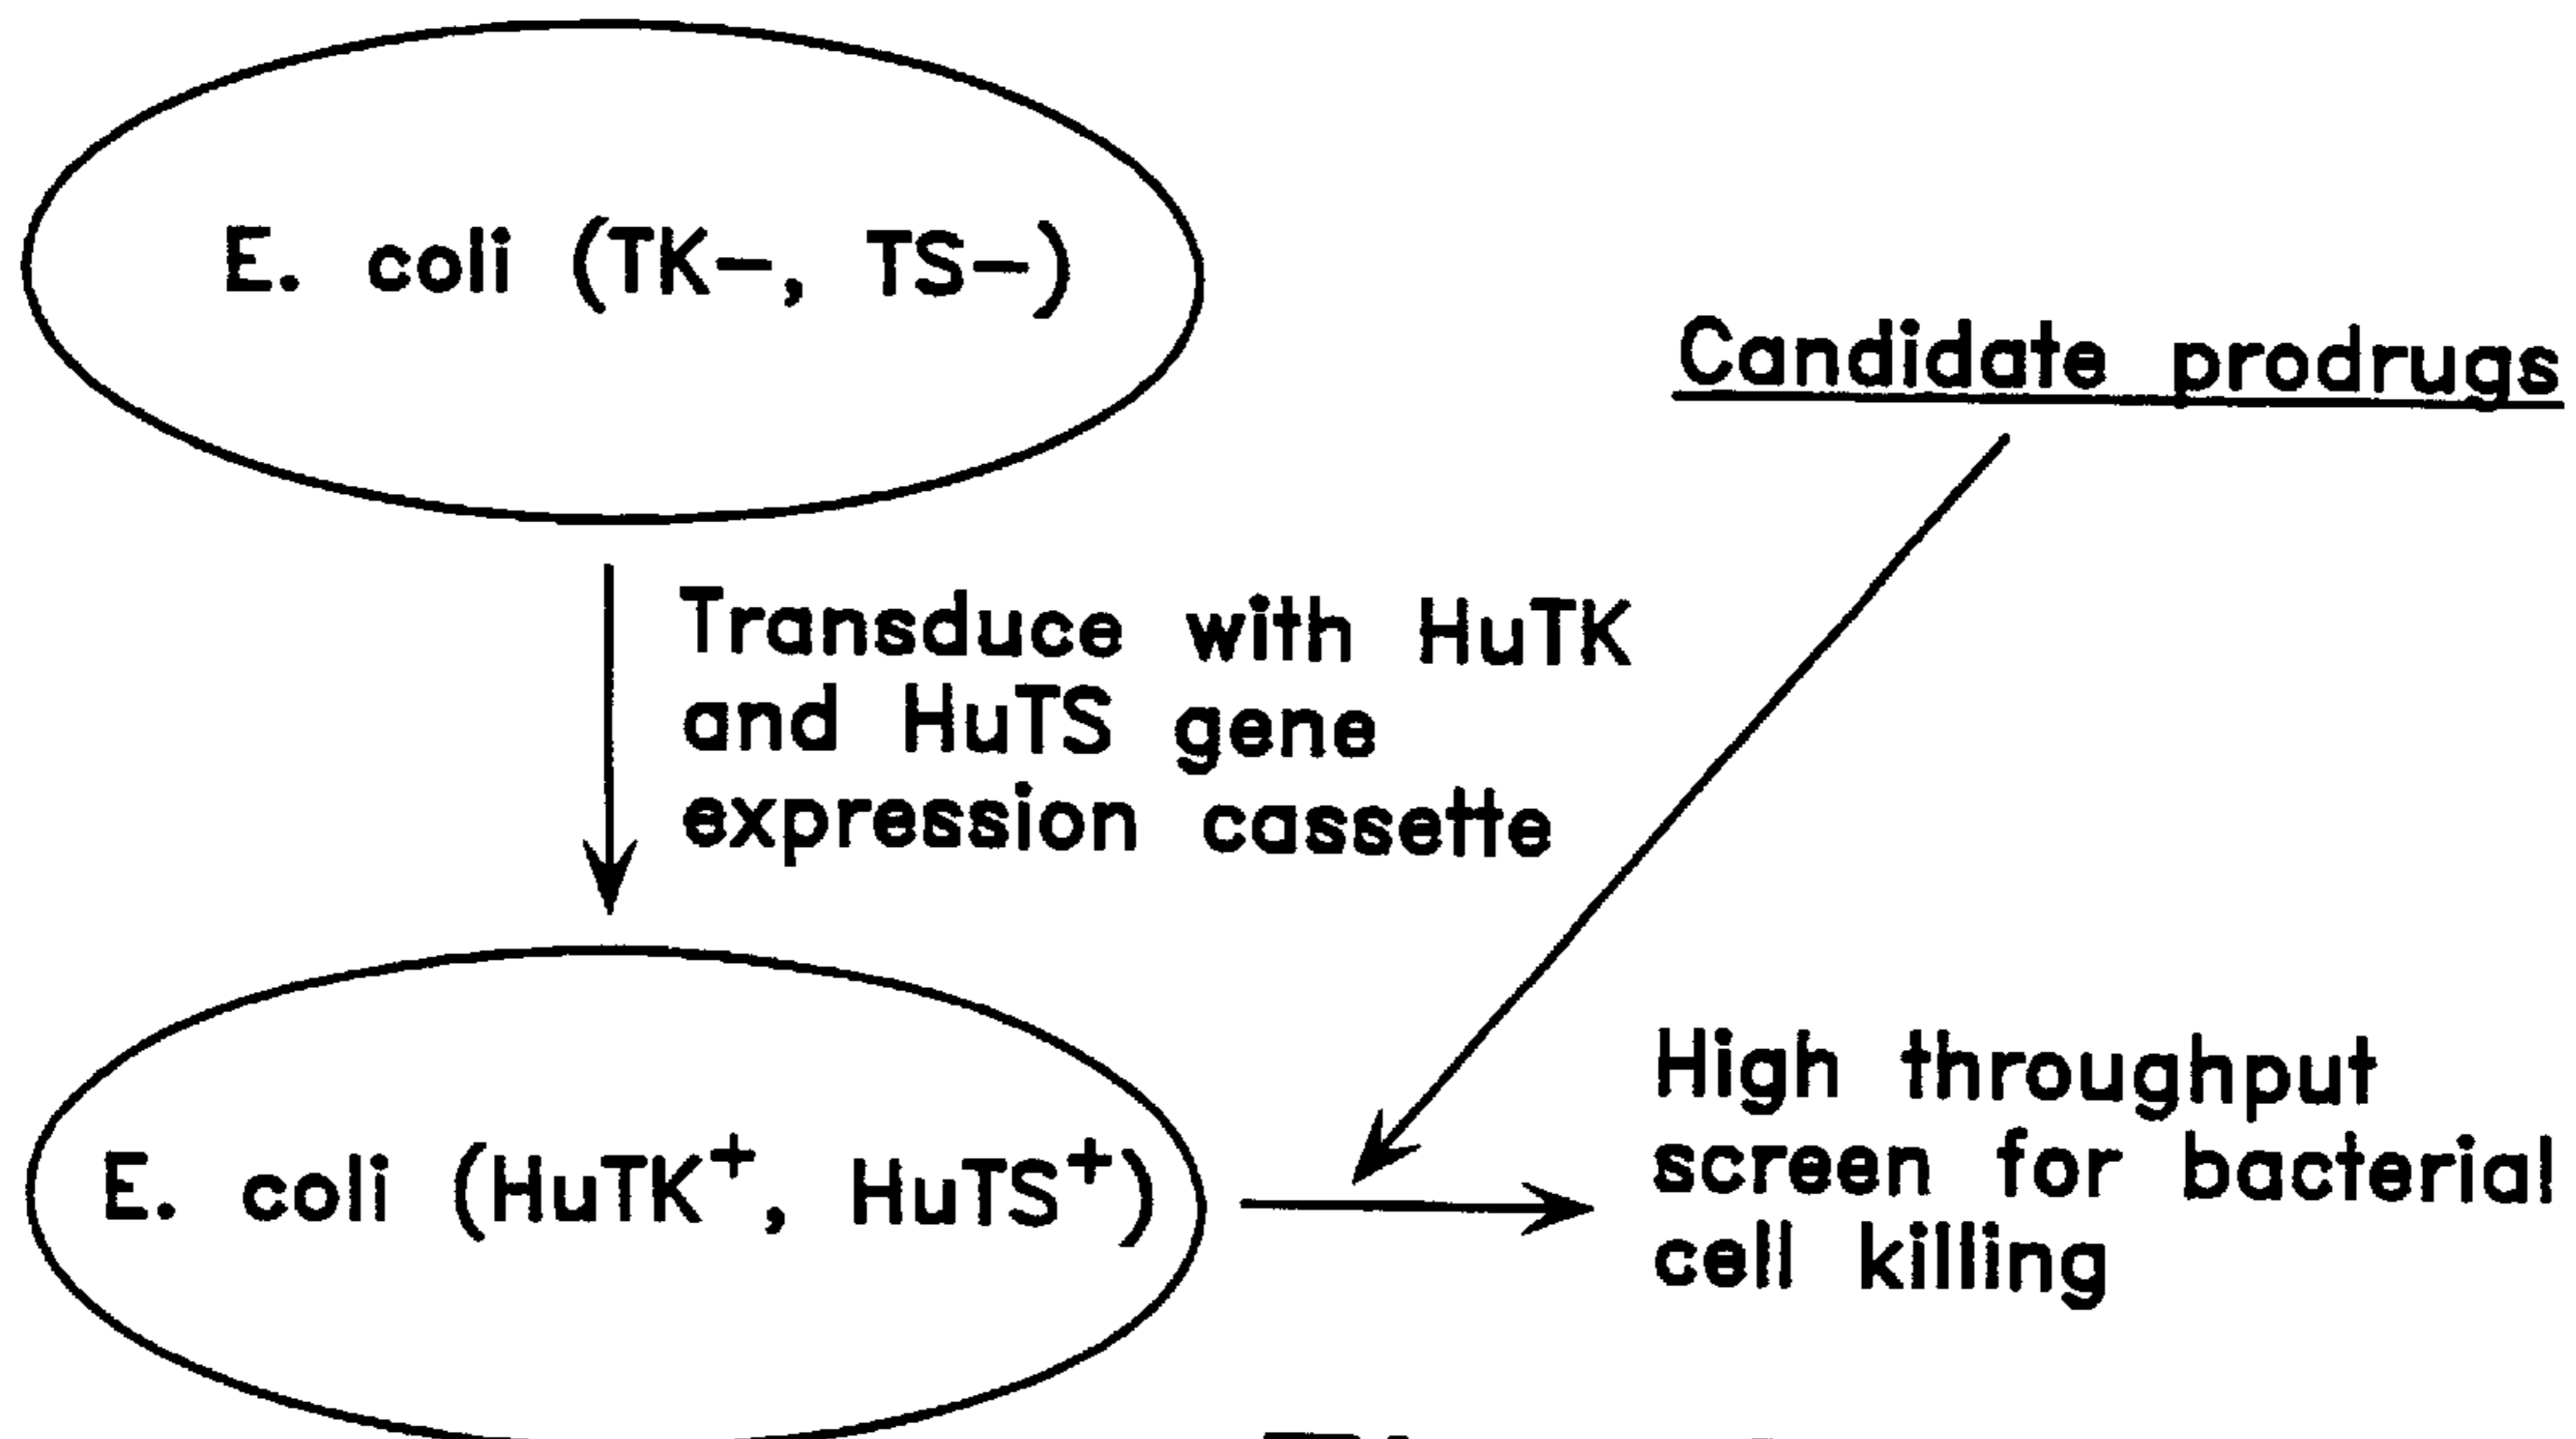 E. coli (TK-, TS-)
Candidate prodrugs
Transduce with HuTK
and HuTS gene
expression cassette
E. coli (HuTK⁺, HuTS⁺)
High throughput
screen for bacterial
cell killing